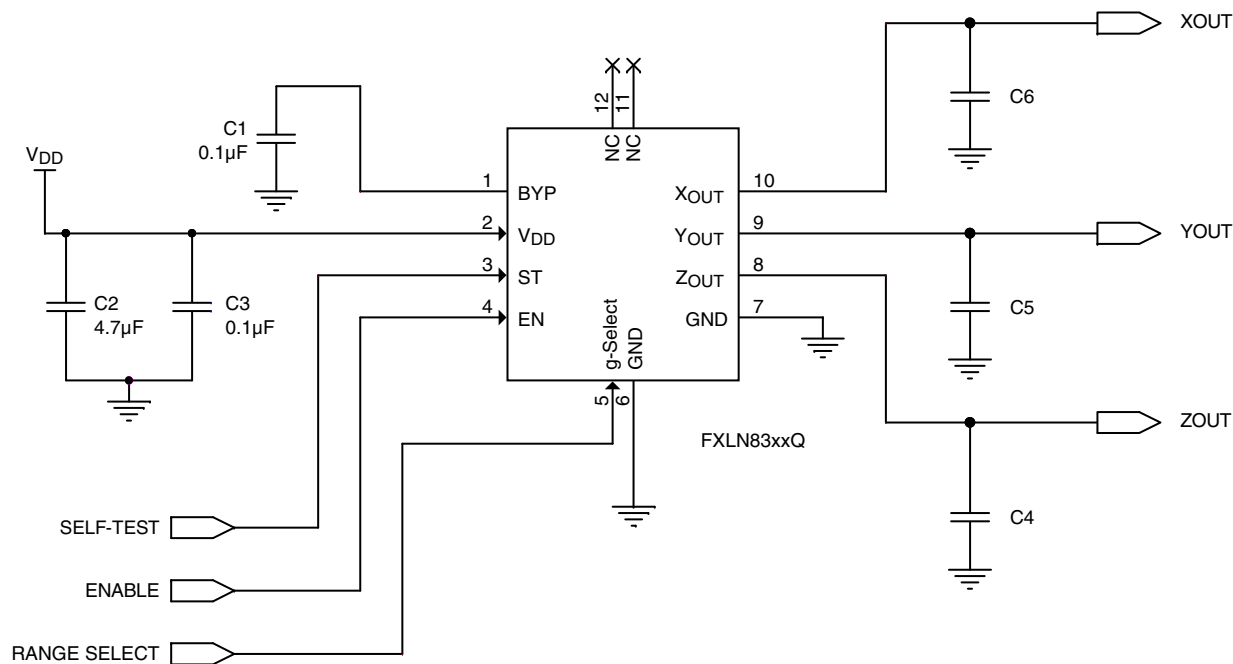 XOUT
C6
12
11
NC
NC
C1
0.1µF
VDD
1
BYP
XOUT
10
2
VDD
YOUT
9
YOUT
3
ST
ZOUT
8
C2
4.7µF
C3
0.1µF
4
EN
GND
7
C5
g-Select
GND
5
6
FXLN83xxQ
ZOUT
C4
SELF-TEST
ENABLE
RANGE SELECT